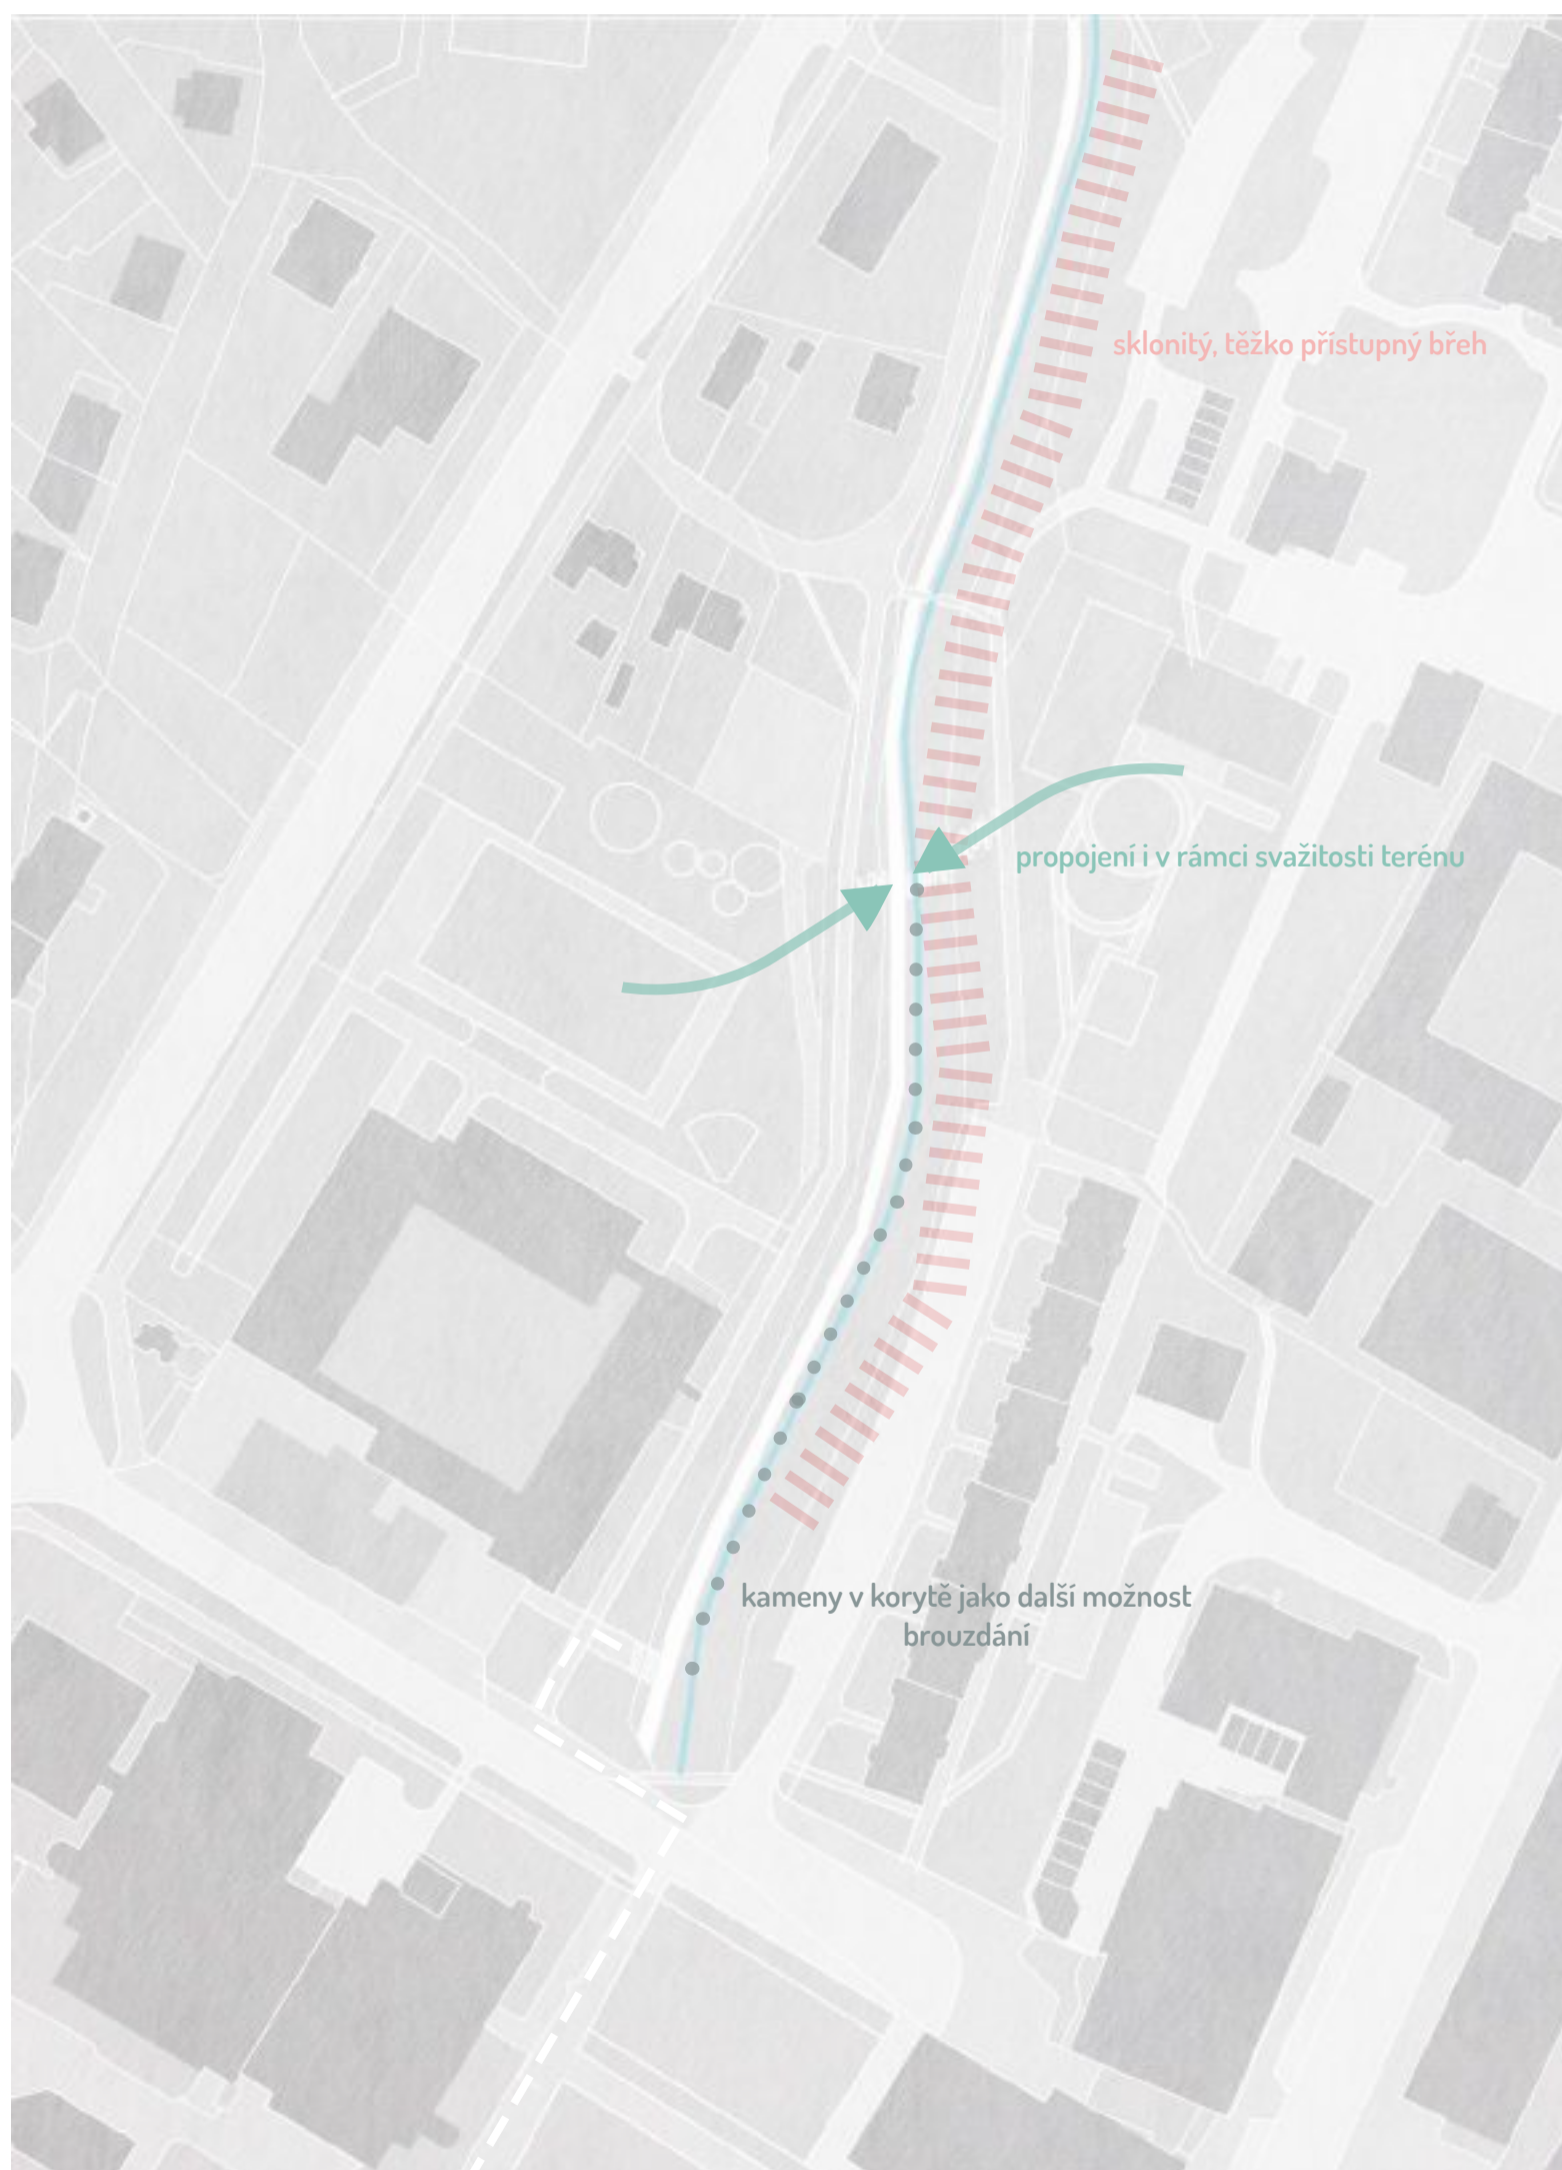 sklonitý, těžko přístupný břeh
propojení i v rámci svažitosti terénu
kameny v korytě jako další možnost
brouzdání